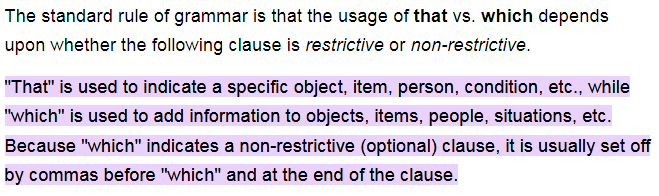 The standard rule of grammar is that the usage of that vs. which depends
upon whether the following clause is restrictive or non-restrictive.
"That" is used to indicate a specific object, item, person, condition, etc., while
"which" is used to add information to objects, items, people, situations, etc.
Because "which" indicates a non-restrictive (optional) clause, it is usually set off
by commas before "which" and at the end of the clause.